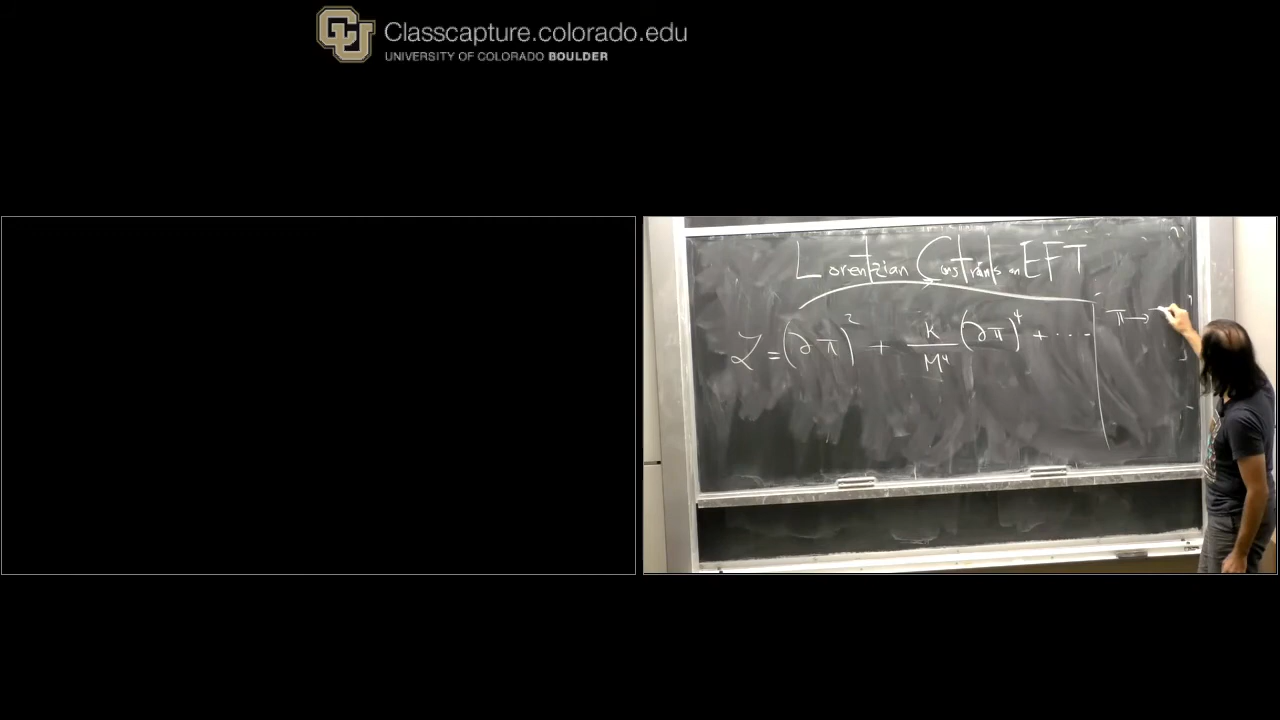 Classcapture.colorado.edu
UNIVERSITY OF COLORADO BOULDER
Lorentzian Constraints on EFT
ℒ = (∂π)² + K/M⁴ (∂π)⁴ + ···
π →